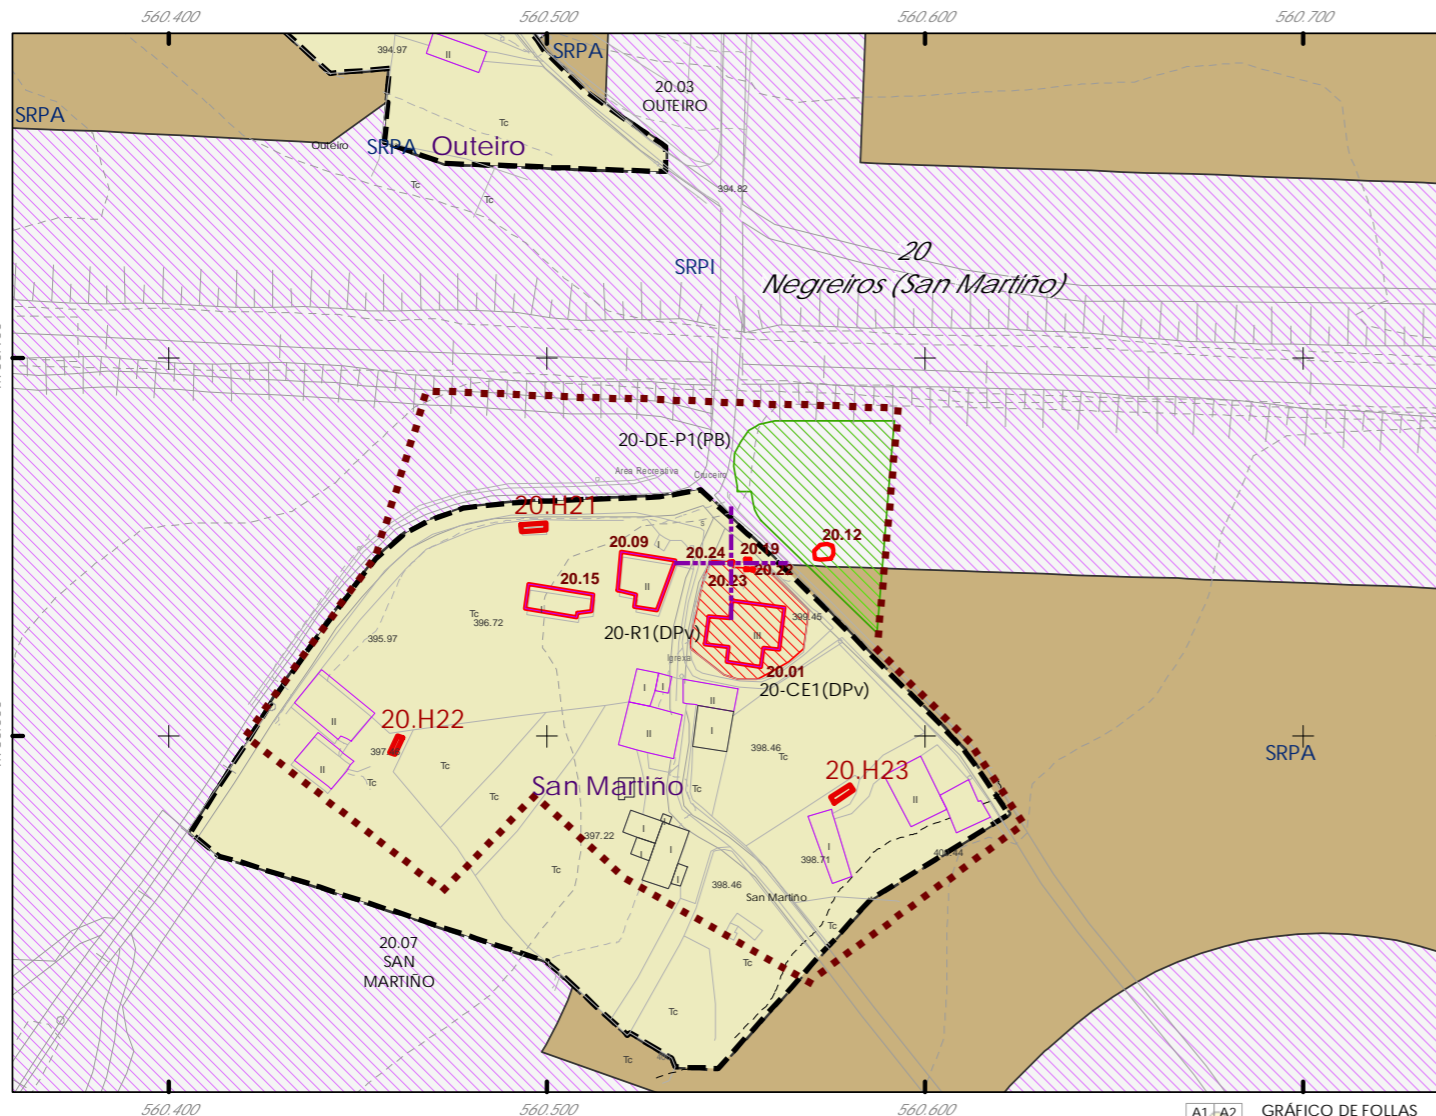 560.400 560.500 560.600 560.700
394.97
II
SRPA
20.03
OUTEIRO
SRPA
Tc
Outeiro
SRPA Outeiro
Tc
Tc
394.82
20
Negreiros (San Martiño)
SRPI
20-DE-P1(PB)
Area Recreativa
Cruceiro
20.H21
s
I
20.09
20.24
20.19
20.12
20.22
20.15
20.23
II
Tc
396.72
399.45
395.97
20-R1(DPv)
III
Igrexa
20.01
20-CE1(DPv)
I
I
II
20.H22
II
II
I
398.46
Tc
II
Tc
Tc
Tc
Tc
San Martiño
20.H23
SRPA
II
I
397.22
I
I
I
I
398.71
Tc
398.46
San Martiño
Tc
20.07
SAN
MARTIÑO
Tc
Tc
Tc
560.400 560.500 560.600
A1 A2 GRÁFICO DE FOLLAS